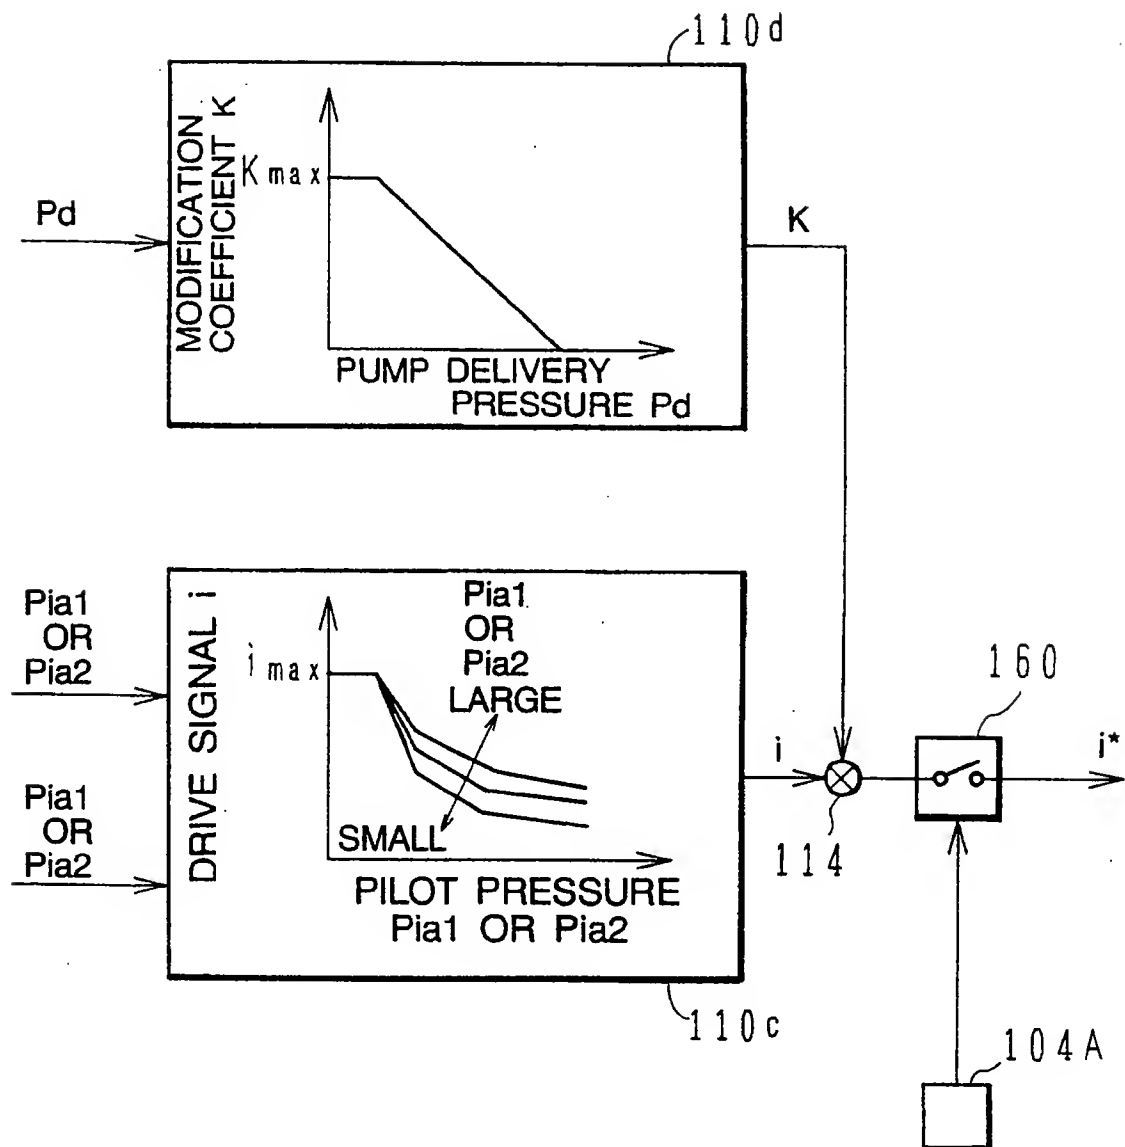 110d
MODIFICATION
COEFFICIENT K
Kmax
Pd
K
PUMP DELIVERY
PRESSURE Pd
Pia1
OR
Pia2
Pia1
OR
Pia2
DRIVE SIGNAL i
imax
Pia1
OR
Pia2
LARGE
SMALL
PILOT PRESSURE
Pia1 OR Pia2
110c
i
114
160
i*
104A